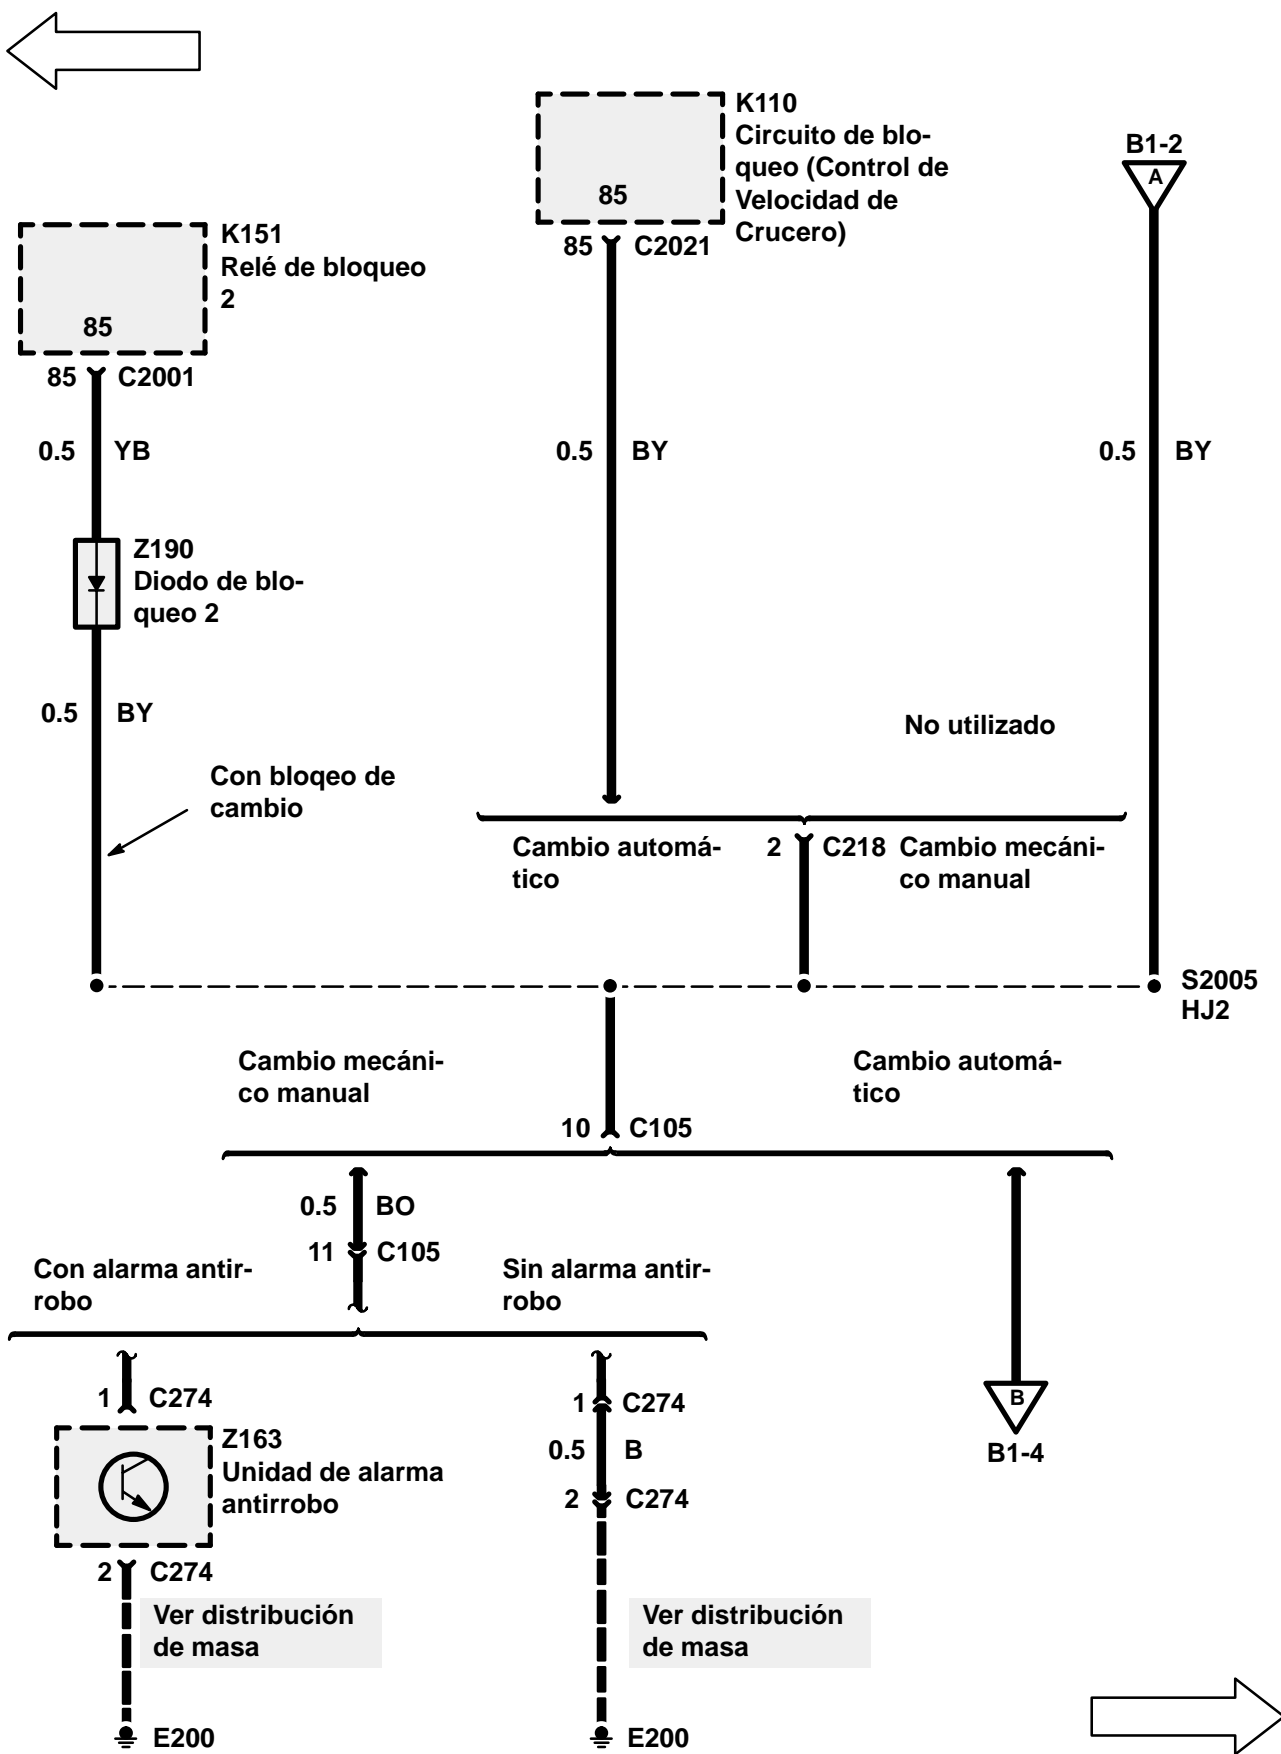 K110
Circuito de blo-
queo (Control de
Velocidad de
Crucero)
85
85 C2021
B1-2
A
K151
Relé de bloqueo
2
85
85 C2001
0.5 YB
0.5 BY
0.5 BY
Z190
Diodo de blo-
queo 2
0.5 BY
No utilizado
Con bloqeo de
cambio
Cambio automá-
tico
2 C218
Cambio mecáni-
co manual
S2005
HJ2
Cambio mecáni-
co manual
Cambio automá-
tico
10 C105
0.5 BO
11 C105
Con alarma antir-
robo
Sin alarma antir-
robo
1 C274
1 C274
B
B1-4
Z163
Unidad de alarma
antirrobo
0.5 B
2 C274
2 C274
Ver distribución
de masa
Ver distribución
de masa
E200
E200